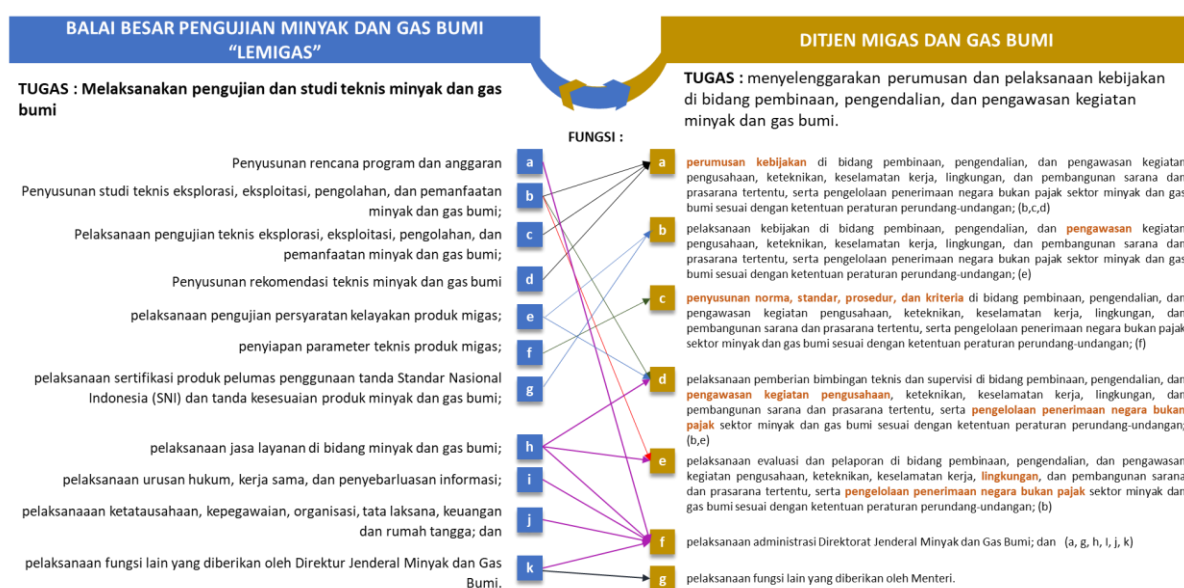 BALAI BESAR PENGUJIAN MINYAK DAN GAS BUMI
“LEMIGAS”
TUGAS : Melaksanakan pengujian dan studi teknis minyak dan gas
bumi
DITJEN MIGAS DAN GAS BUMI
TUGAS : menyelenggarakan perumusan dan pelaksanaan kebijakan
di bidang pembinaan, pengendalian, dan pengawasan kegiatan
minyak dan gas bumi.
FUNGSI :
Penyusunan rencana program dan anggaran
a
Penyusunan studi teknis eksplorasi, eksploitasi, pengolahan, dan pemanfaatan
minyak dan gas bumi;
b
Pelaksanaan pengujian teknis eksplorasi, eksploitasi, pengolahan, dan
pemanfaatan minyak dan gas bumi;
c
Penyusunan rekomendasi teknis minyak dan gas bumi
d
pelaksanaan pengujian persyaratan kelayakan produk migas;
e
penyiapan parameter teknis produk migas;
f
pelaksanaan sertifikasi produk pelumas penggunaan tanda Standar Nasional
Indonesia (SNI) dan tanda kesesuaian produk minyak dan gas bumi;
g
pelaksanaan jasa layanan di bidang minyak dan gas bumi;
h
pelaksanaan urusan hukum, kerja sama, dan penyebarluasan informasi;
i
pelaksanaaan ketatausahaan, kepegawaian, organisasi, tata laksana, keuangan
dan rumah tangga; dan
j
pelaksanaan fungsi lain yang diberikan oleh Direktur Jenderal Minyak dan Gas
Bumi.
k
a
perumusan kebijakan di bidang pembinaan, pengendalian, dan pengawasan kegiatan
pengusahaan, keteknikan, keselamatan kerja, lingkungan, dan pembangunan sarana dan
prasarana tertentu, serta pengelolaan penerimaan negara bukan pajak sektor minyak dan gas
bumi sesuai dengan ketentuan peraturan perundang-undangan; (b,c,d)
b
pelaksanaan kebijakan di bidang pembinaan, pengendalian, dan pengawasan kegiatan
pengusahaan, keteknikan, keselamatan kerja, lingkungan, dan pembangunan sarana dan
prasarana tertentu, serta pengelolaan penerimaan negara bukan pajak sektor minyak dan gas
bumi sesuai dengan ketentuan peraturan perundang-undangan; (e)
c
penyusunan norma, standar, prosedur, dan kriteria di bidang pembinaan, pengendalian, dan
pengawasan kegiatan pengusahaan, keteknikan, keselamatan kerja, lingkungan, dan
pembangunan sarana dan prasarana tertentu, serta pengelolaan penerimaan negara bukan pajak
sektor minyak dan gas bumi sesuai dengan ketentuan peraturan perundang-undangan; (f)
d
pelaksanaan pemberian bimbingan teknis dan supervisi di bidang pembinaan, pengendalian, dan
pengawasan kegiatan pengusahaan, keteknikan, keselamatan kerja, lingkungan, dan
pembangunan sarana dan prasarana tertentu, serta pengelolaan penerimaan negara bukan
pajak sektor minyak dan gas bumi sesuai dengan ketentuan peraturan perundang-undangan;
(b,e)
e
pelaksanaan evaluasi dan pelaporan di bidang pembinaan, pengendalian, dan pengawasan
kegiatan pengusahaan, keteknikan, keselamatan kerja, lingkungan, dan pembangunan sarana
dan prasarana tertentu, serta pengelolaan penerimaan negara bukan pajak sektor minyak dan
gas bumi sesuai dengan ketentuan peraturan perundang-undangan; (b)
f
pelaksanaan administrasi Direktorat Jenderal Minyak dan Gas Bumi; dan (a, g, h, I, j, k)
g
pelaksanaan fungsi lain yang diberikan oleh Menteri.